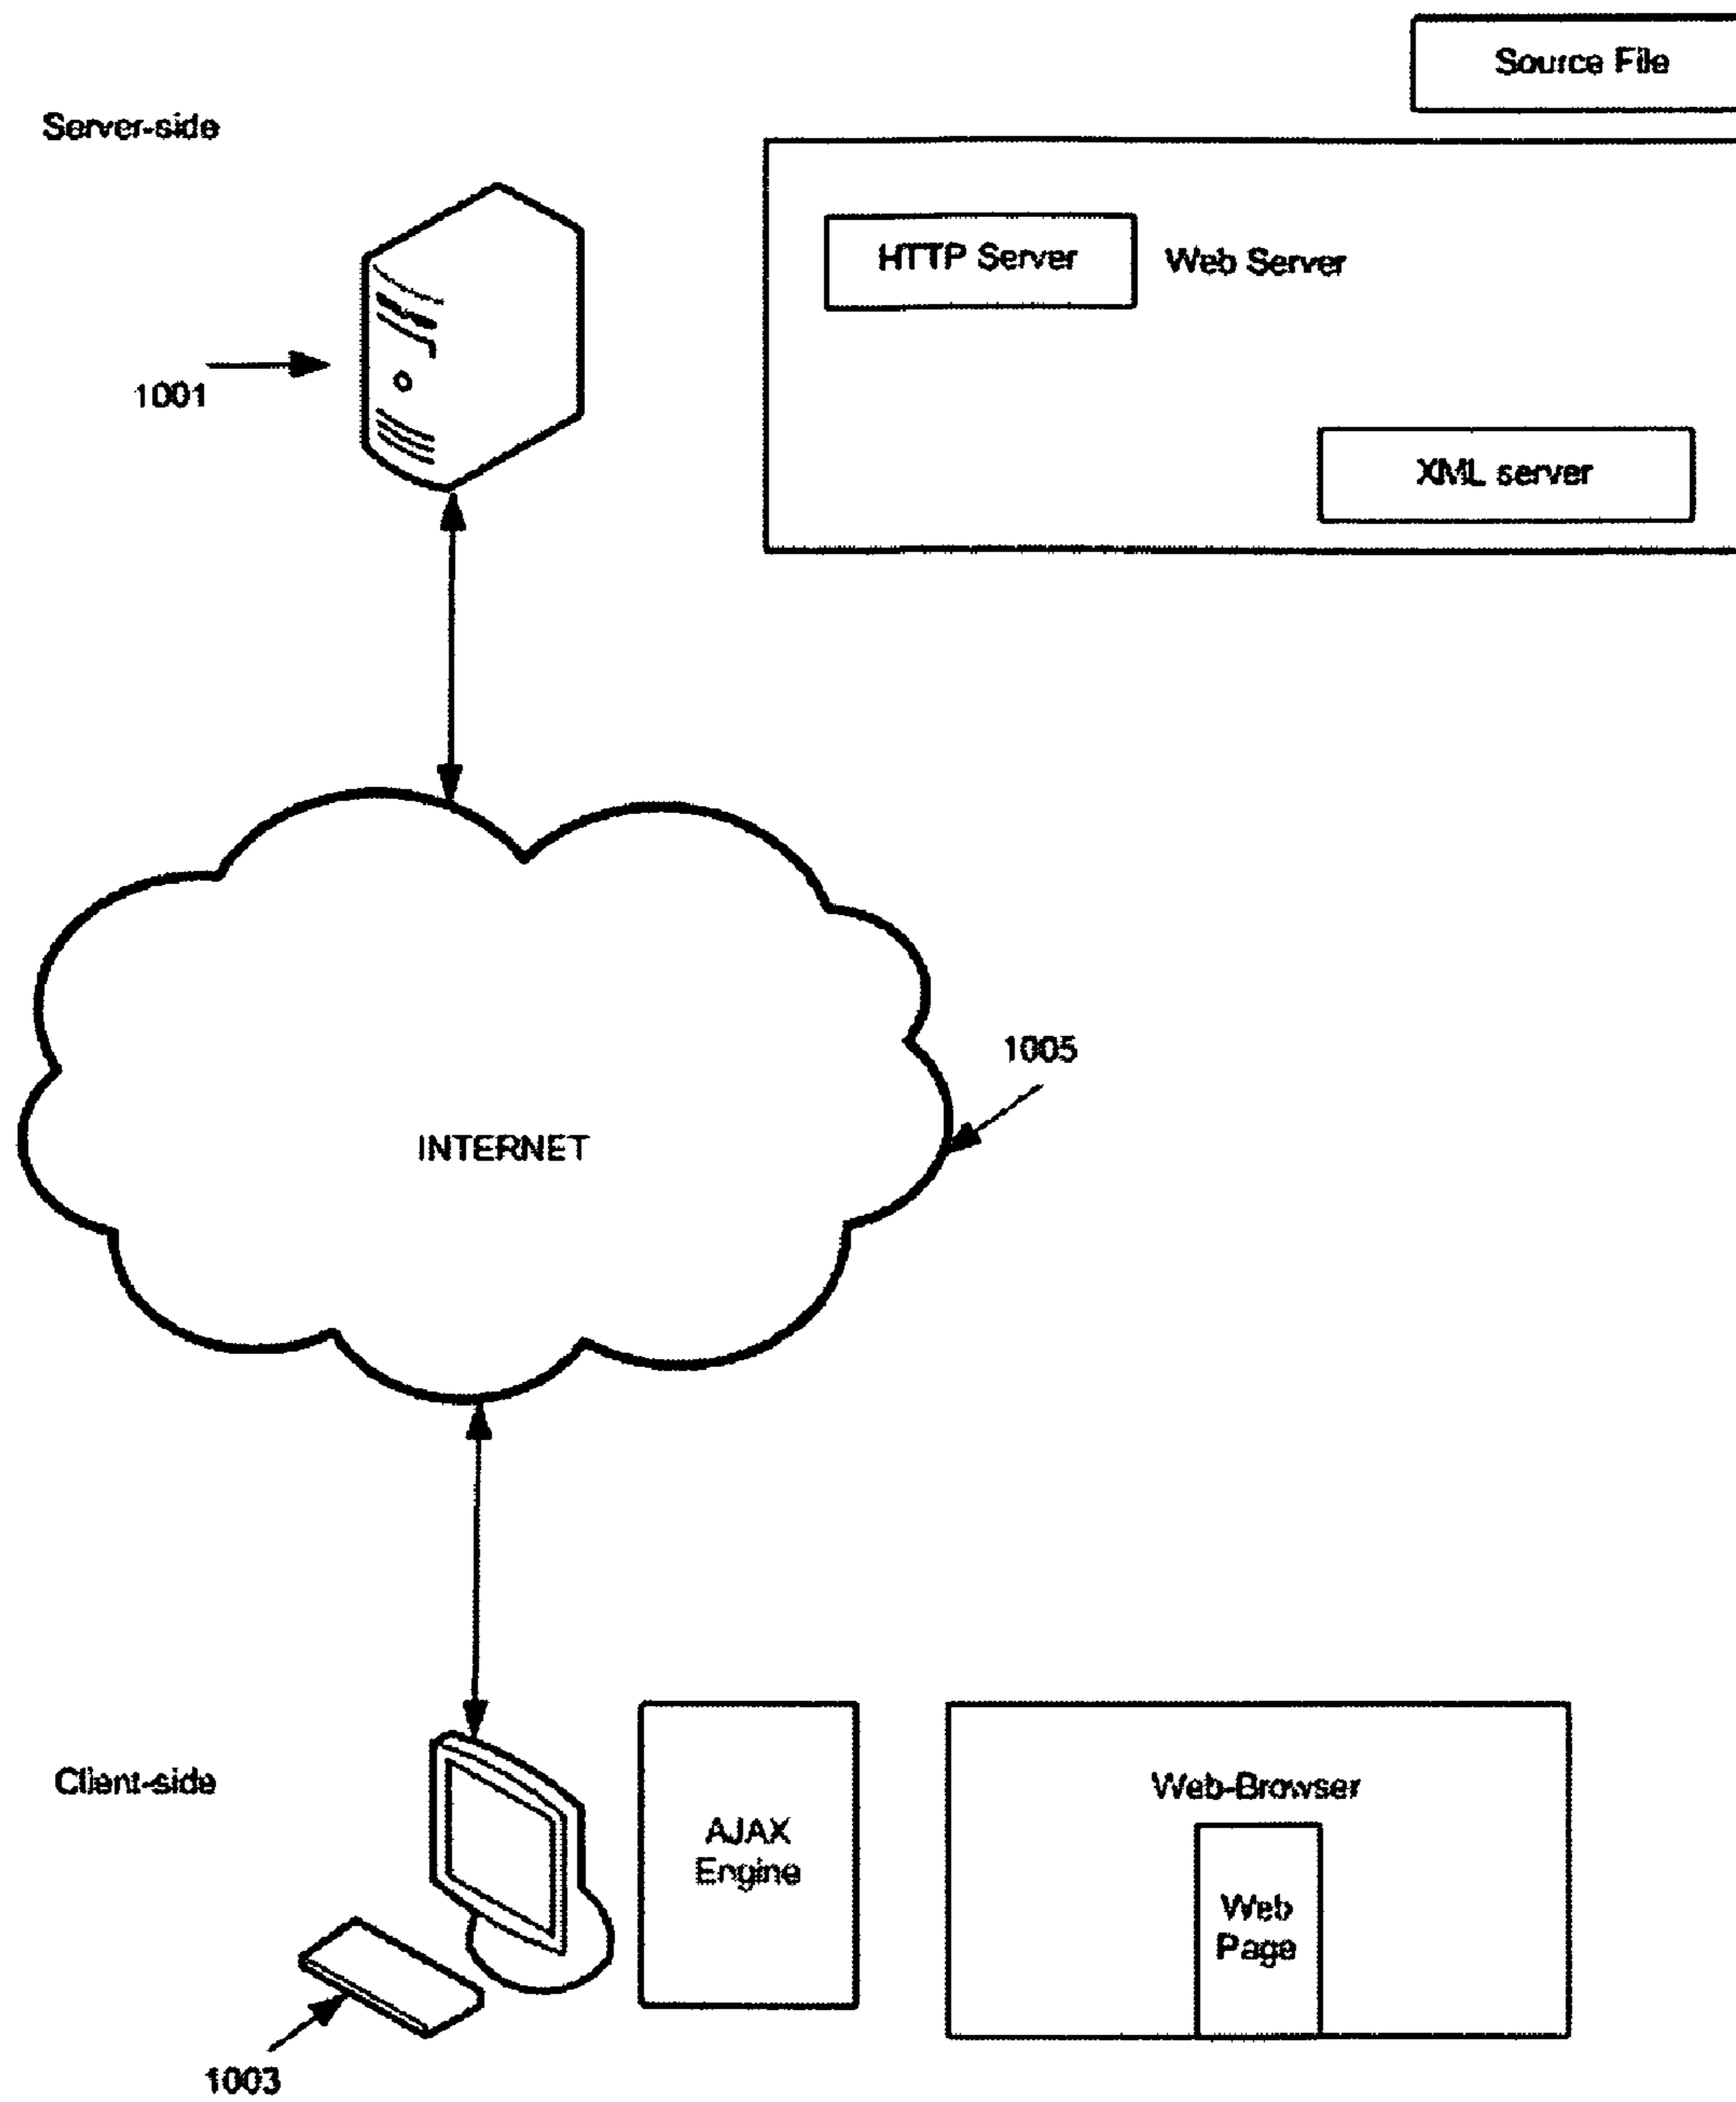 Source File
Server-side
HTTP Server
Web Server
1001
XML server
1005
INTERNET
Client-side
Web-Browser
AJAX
Engine
Web
Page
1003